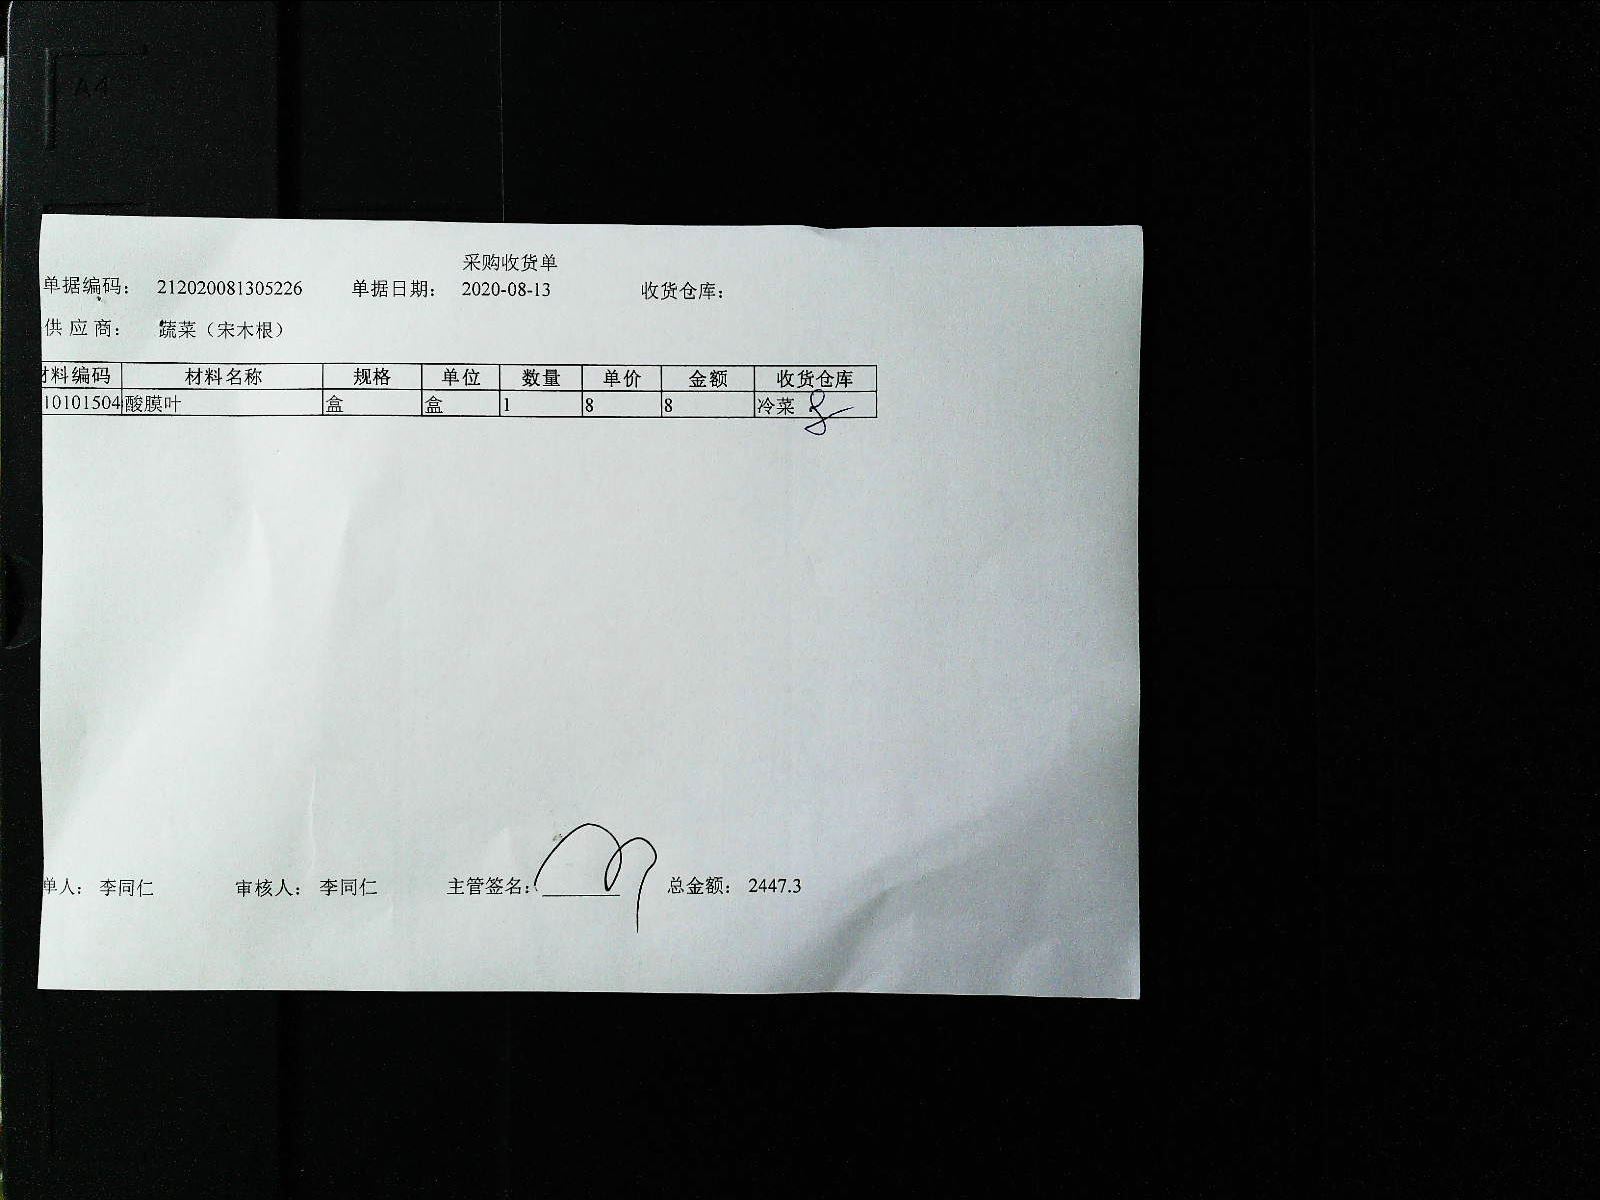 A4
采购收货单
单据编码： 212020081305226 单据日期： 2020-08-13 收货仓库：
供应商： 蔬菜（宋木根）
材料编码 材料名称 规格 单位 数量 单价 金额 收货仓库
10101504 酸膜叶 盒 盒 1 8 8 冷菜
单人： 李同仁 审核人： 李同仁 主管签名： 总金额： 2447.3